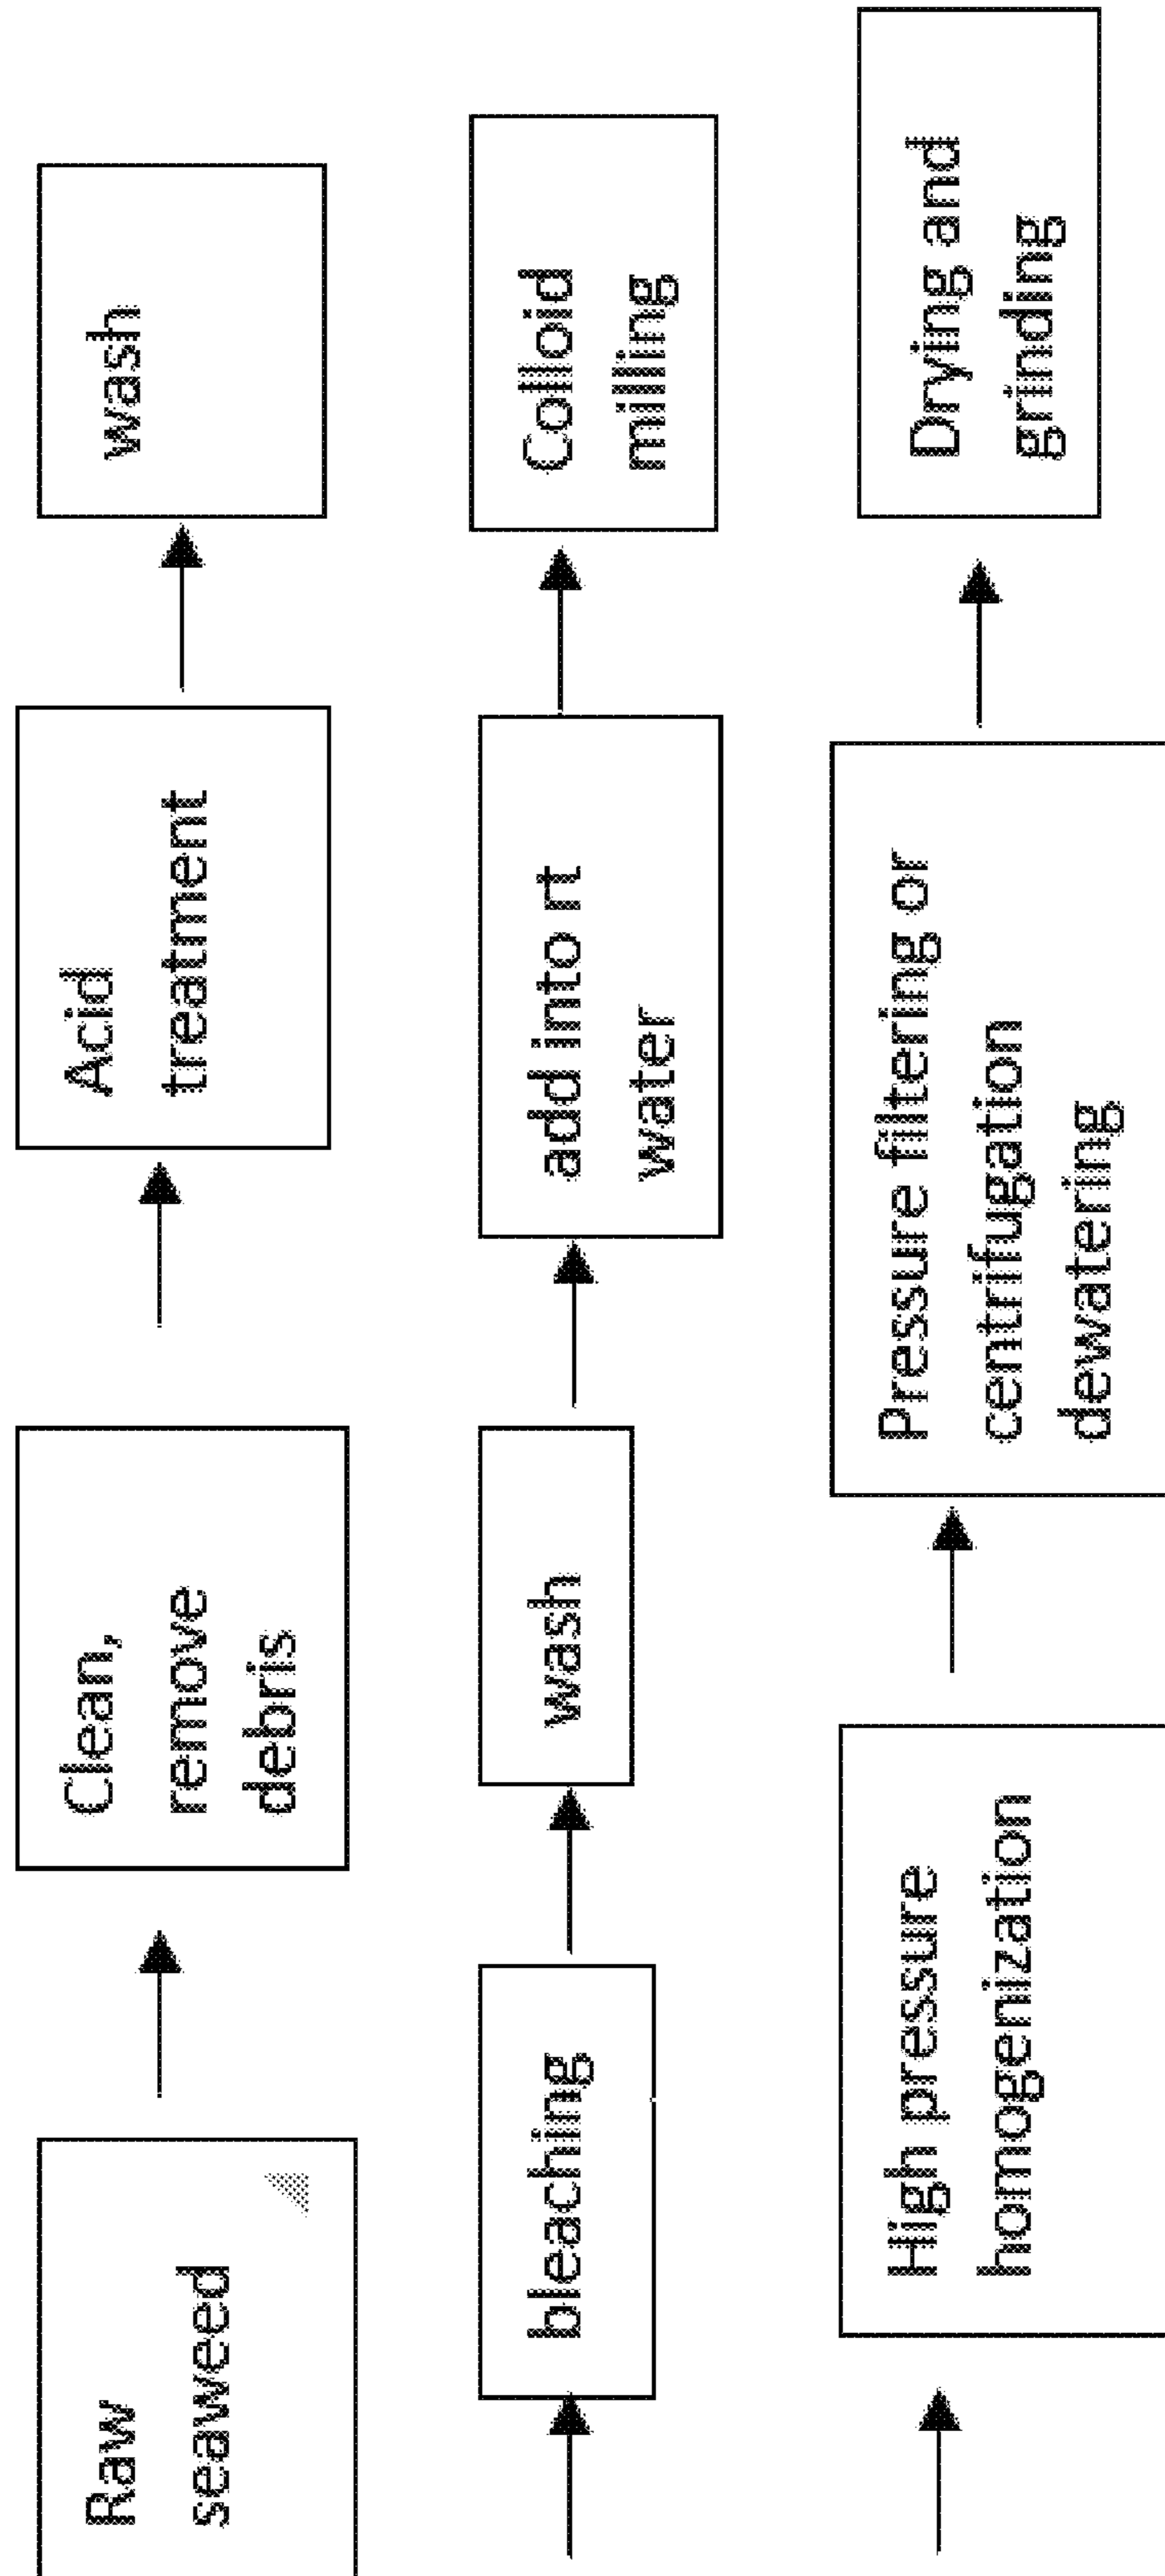 Raw
seaweed
Clean,
remove
debris
Acid
treatment
wash
bleaching
wash
add into rt
water
Colloid
milling
High pressure
homogenization
Pressure filtering or
centrifugation
dewatering
Drying and
grinding